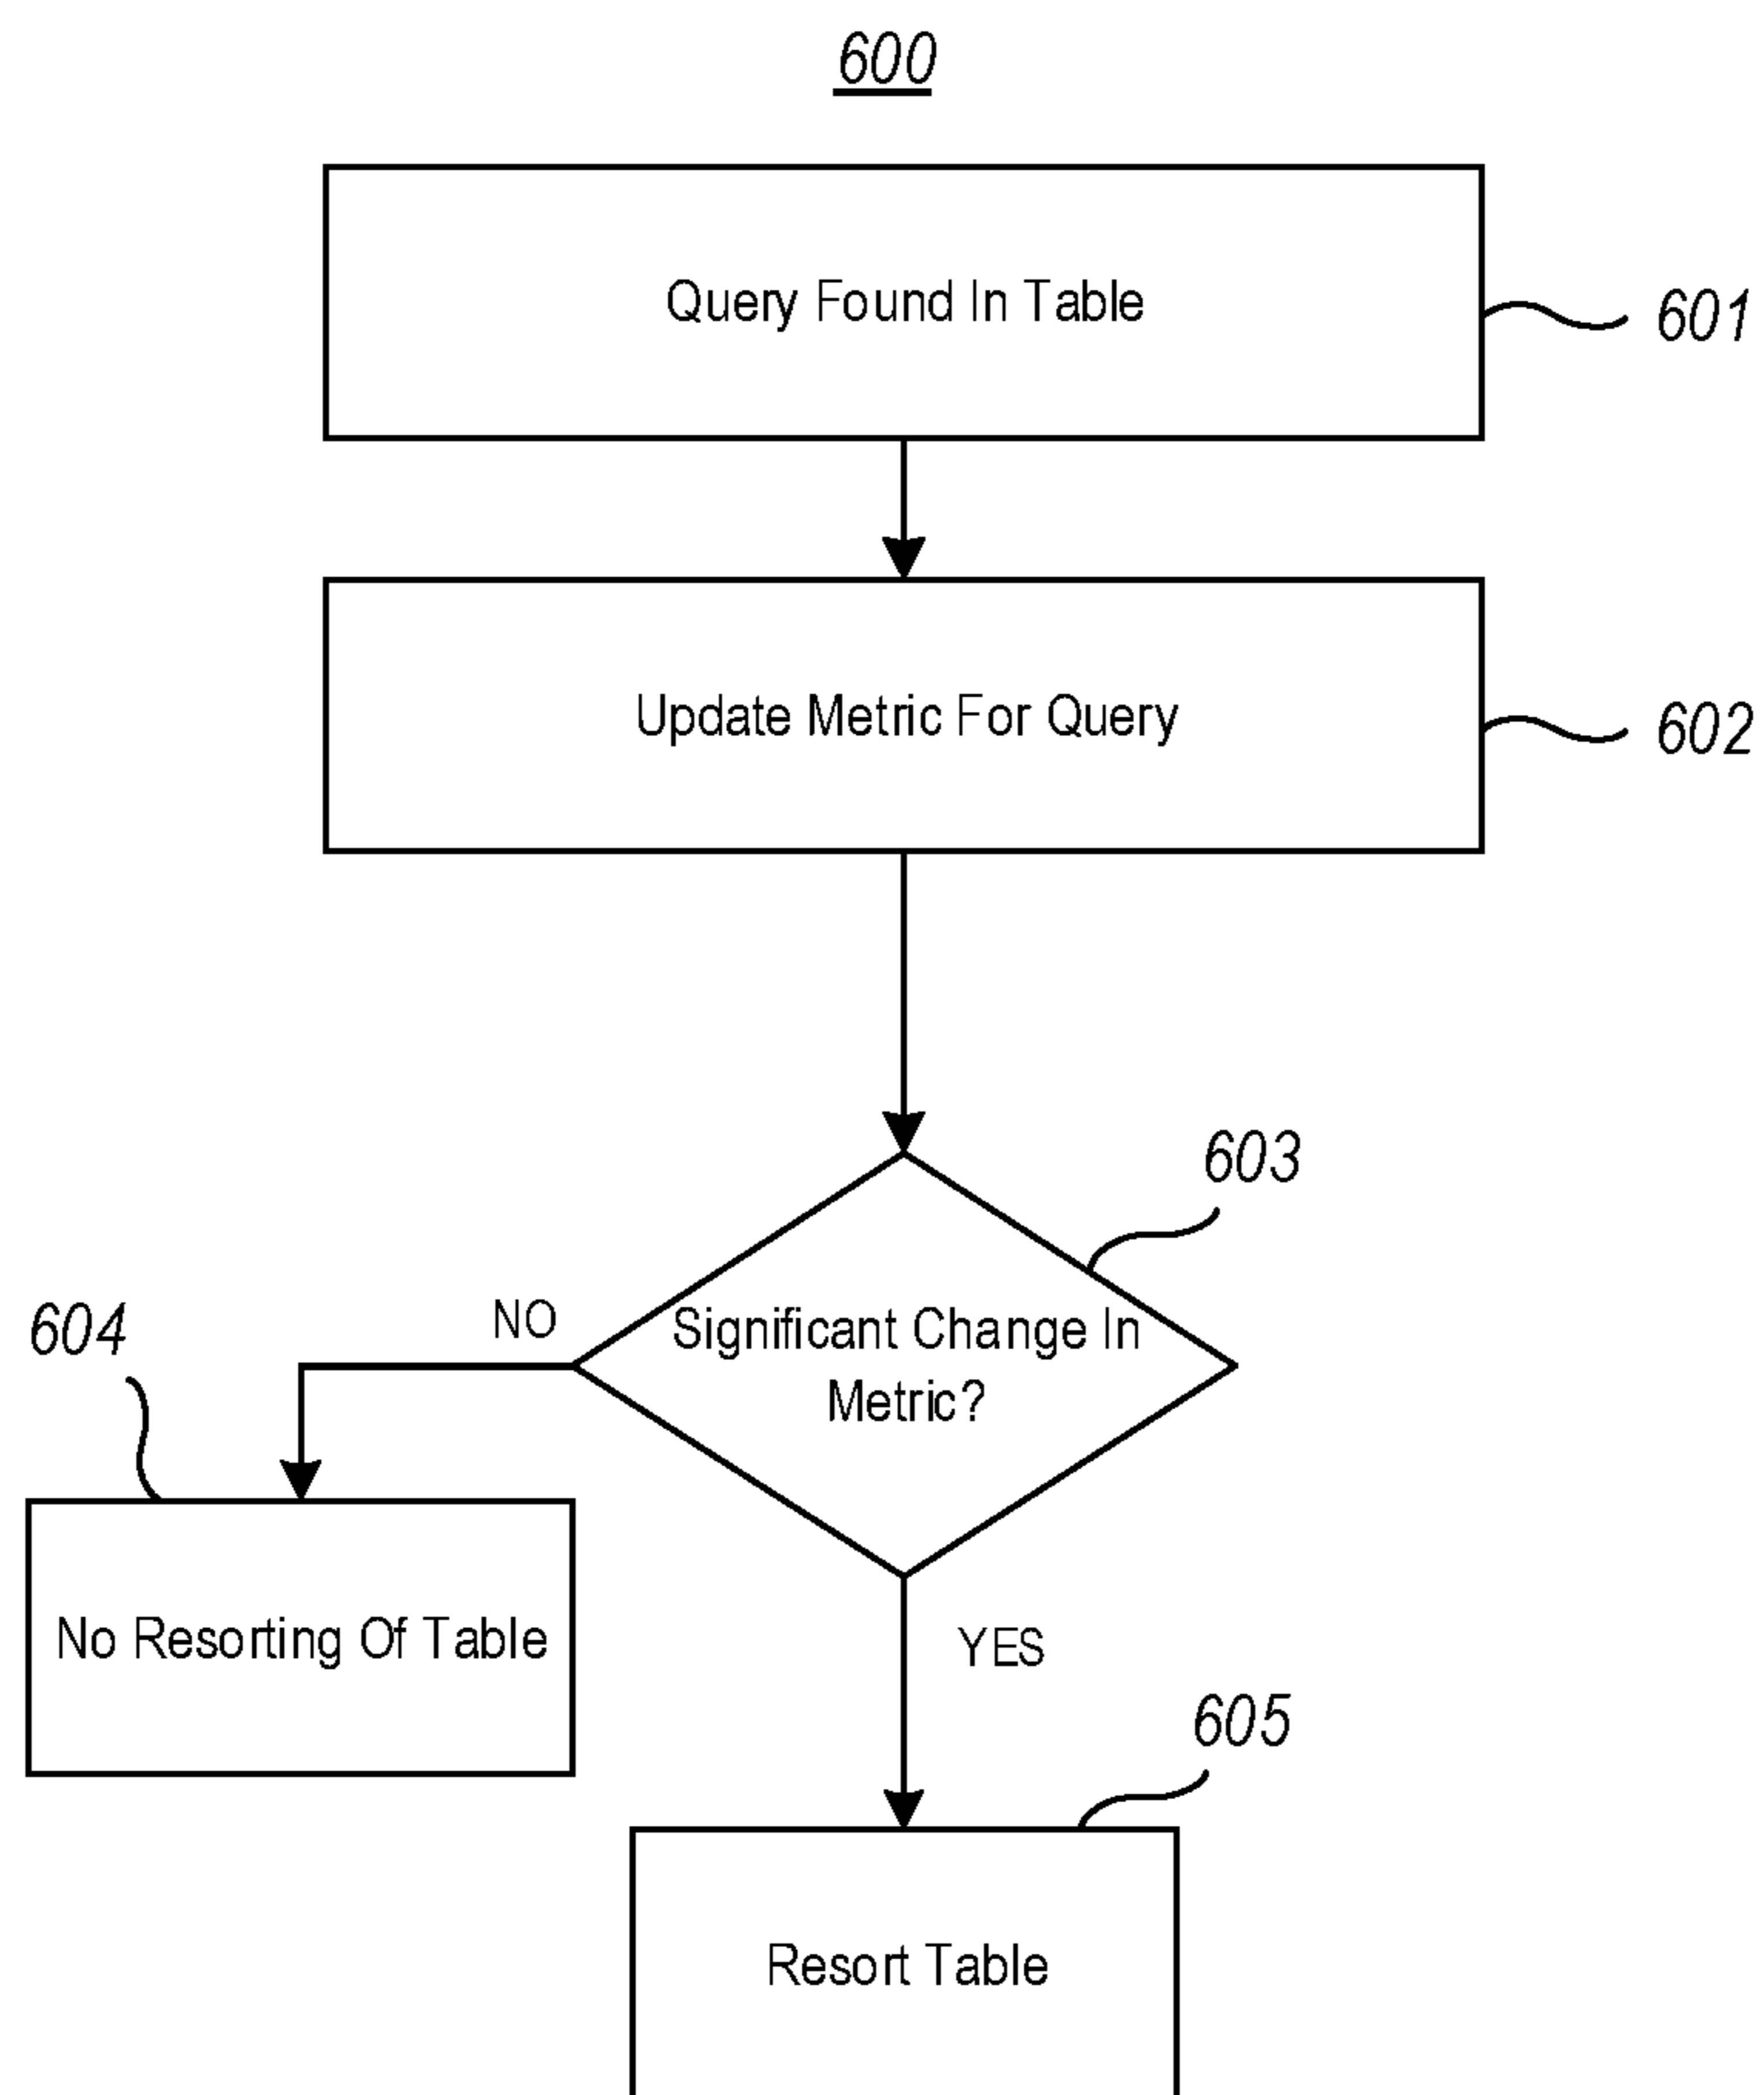 600
Query Found In Table
601
Update Metric For Query
602
603
Significant Change In
Metric?
NO
604
No Resorting Of Table
YES
605
Resort Table